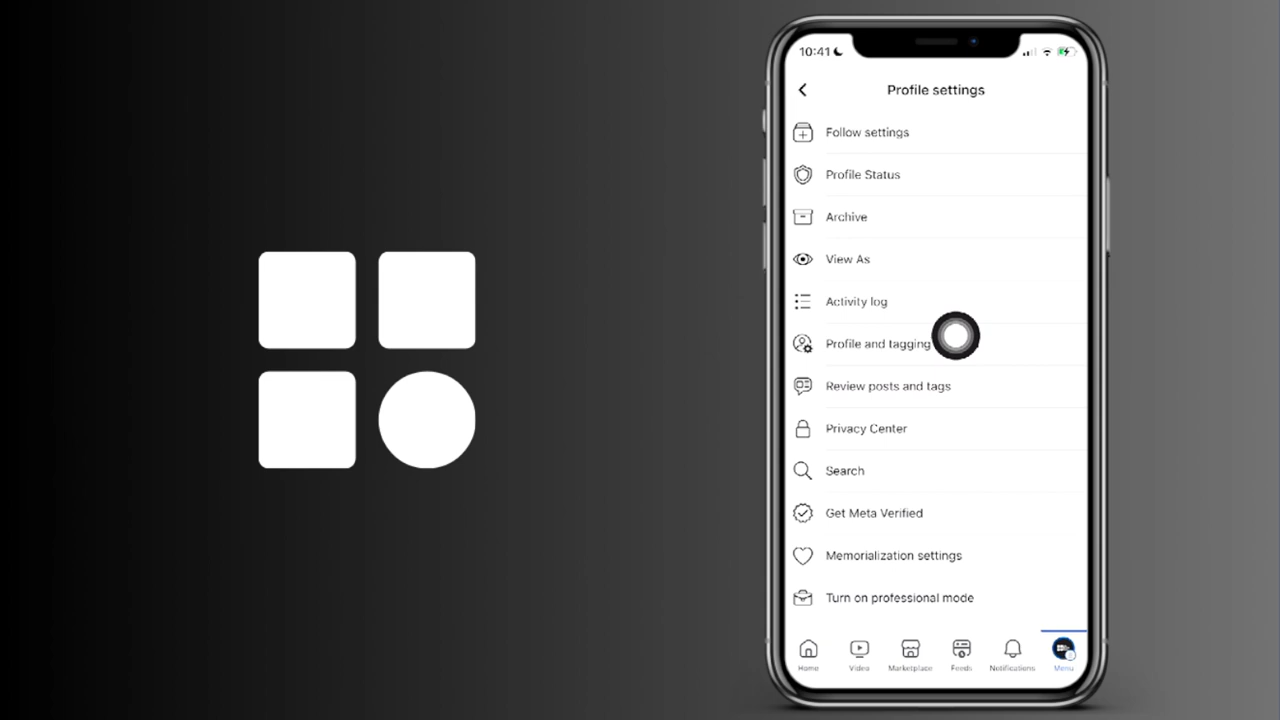 10:41
Profile settings
Follow settings
Profile Status
Archive
View As
Activity log
Profile and tagging
Review posts and tags
Privacy Center
Search
Get Meta Verified
Memorialization settings
Turn on professional mode
Home Video Marketplace Feeds Notifications Menu